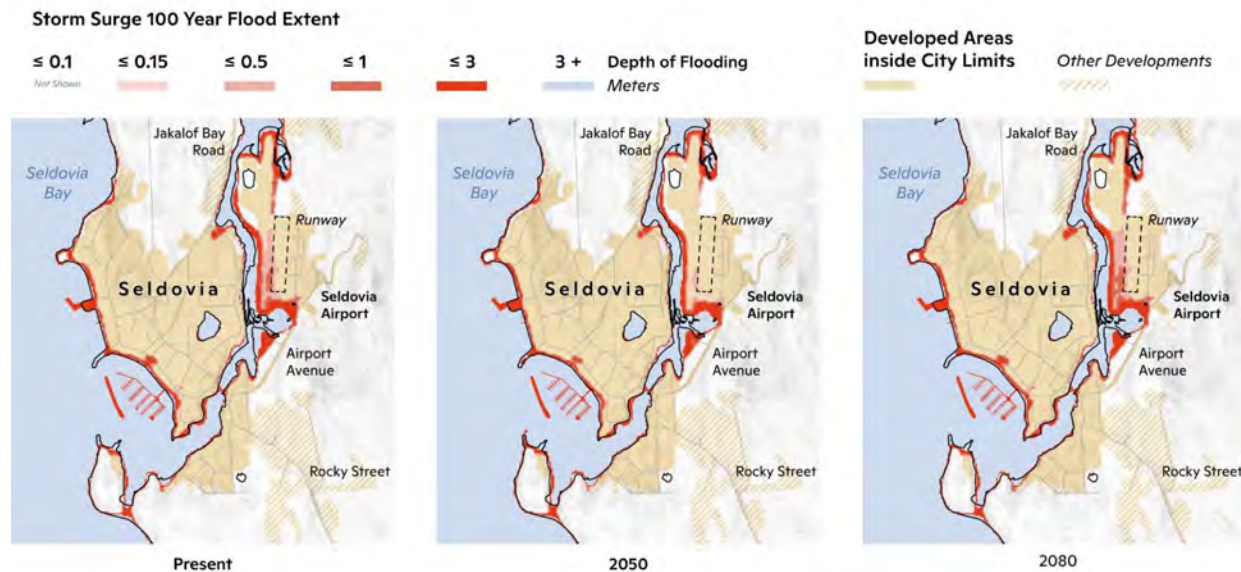 Storm Surge 100 Year Flood Extent
≤ 0.1
≤ 0.15
≤ 0.5
≤ 1
≤ 3
3 +
Depth of Flooding
Not Shown
Meters
Developed Areas
inside City Limits
Other Developments
Jakalof Bay
Road
Seldovia
Bay
Runway
Seldovia
Seldovia
Airport
Airport
Avenue
Rocky Street
Present
Jakalof Bay
Road
Seldovia
Bay
Runway
Seldovia
Seldovia
Airport
Airport
Avenue
Rocky Street
2050
Jakalof Bay
Road
Seldovia
Bay
Runway
Seldovia
Seldovia
Airport
Airport
Avenue
Rocky Street
2080